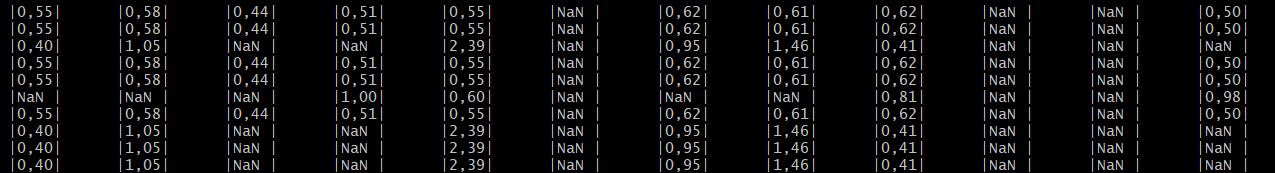 |0,55| |0,58| |0,44| |0,51| |0,55| |NaN | |0,62| |0,61| |0,62| |NaN | |NaN | |0,50|
|0,55| |0,58| |0,44| |0,51| |0,55| |NaN | |0,62| |0,61| |0,62| |NaN | |NaN | |0,50|
|0,40| |1,05| |NaN | |NaN | |2,39| |NaN | |0,95| |1,46| |0,41| |NaN | |NaN | |NaN |
|0,55| |0,58| |0,44| |0,51| |0,55| |NaN | |0,62| |0,61| |0,62| |NaN | |NaN | |0,50|
|0,55| |0,58| |0,44| |0,51| |0,55| |NaN | |0,62| |0,61| |0,62| |NaN | |NaN | |0,50|
|NaN | |NaN | |NaN | |1,00| |0,60| |NaN | |NaN | |NaN | |0,81| |NaN | |NaN | |0,98|
|0,55| |0,58| |0,44| |0,51| |0,55| |NaN | |0,62| |0,61| |0,62| |NaN | |NaN | |0,50|
|0,40| |1,05| |NaN | |NaN | |2,39| |NaN | |0,95| |1,46| |0,41| |NaN | |NaN | |NaN |
|0,40| |1,05| |NaN | |NaN | |2,39| |NaN | |0,95| |1,46| |0,41| |NaN | |NaN | |NaN |
|0,40| |1,05| |NaN | |NaN | |2,39| |NaN | |0,95| |1,46| |0,41| |NaN | |NaN | |NaN |